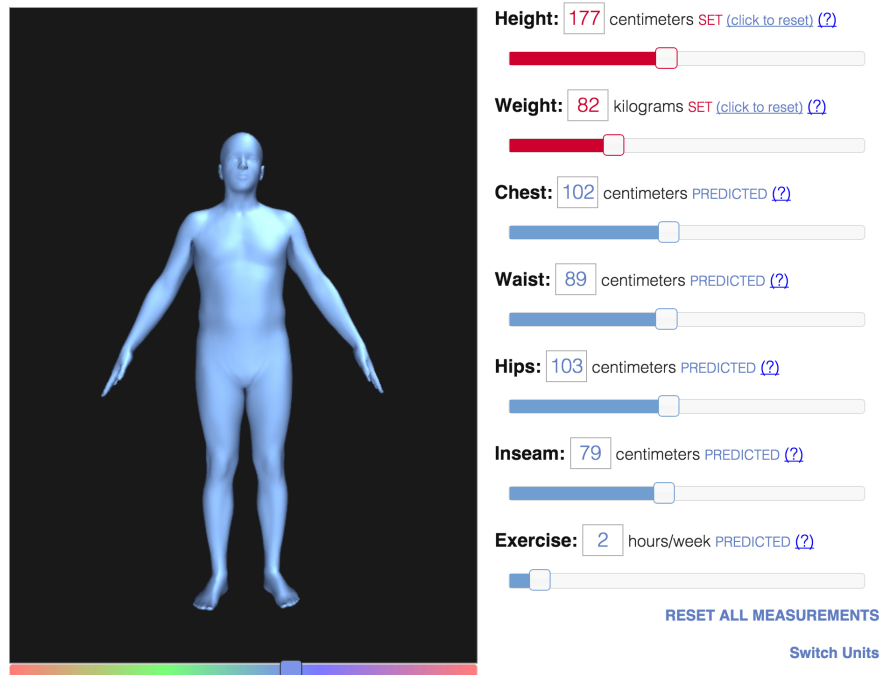 Height: 177 centimeters SET (click to reset) (?)
Weight: 82 kilograms SET (click to reset) (?)
Chest: 102 centimeters PREDICTED (?)
Waist: 89 centimeters PREDICTED (?)
Hips: 103 centimeters PREDICTED (?)
Inseam: 79 centimeters PREDICTED (?)
Exercise: 2 hours/week PREDICTED (?)
RESET ALL MEASUREMENTS
Switch Units